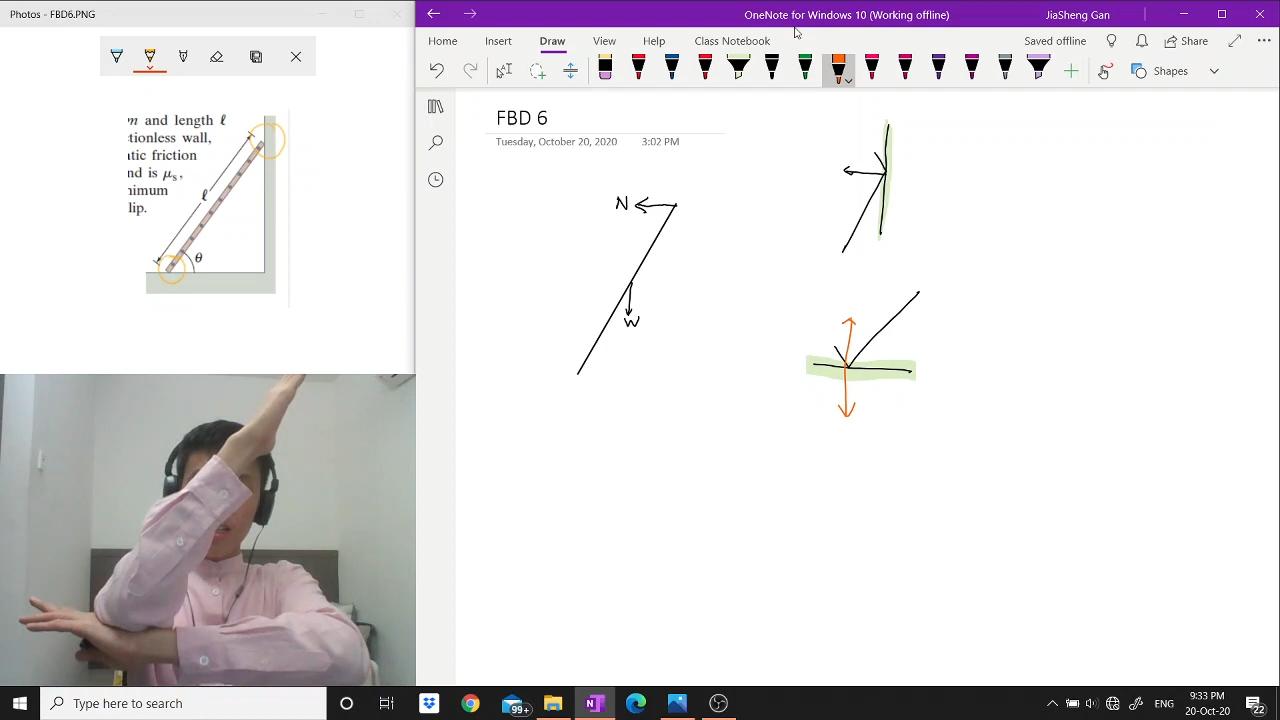 Photos - FBD6.PNG
OneNote for Windows 10 (Working offline)
JiaSheng Gan
Home
Insert
Draw
View
Help
Class Notebook
Saved offline
Share
Shapes
m and length ℓ
ctionless wall,
atic friction
nd is μs,
nimum
lip.
ℓ
θ
FBD 6
Tuesday, October 20, 2020
3:02 PM
N
W
Type here to search
99+
ENG
9:33 PM
20-Oct-20
22